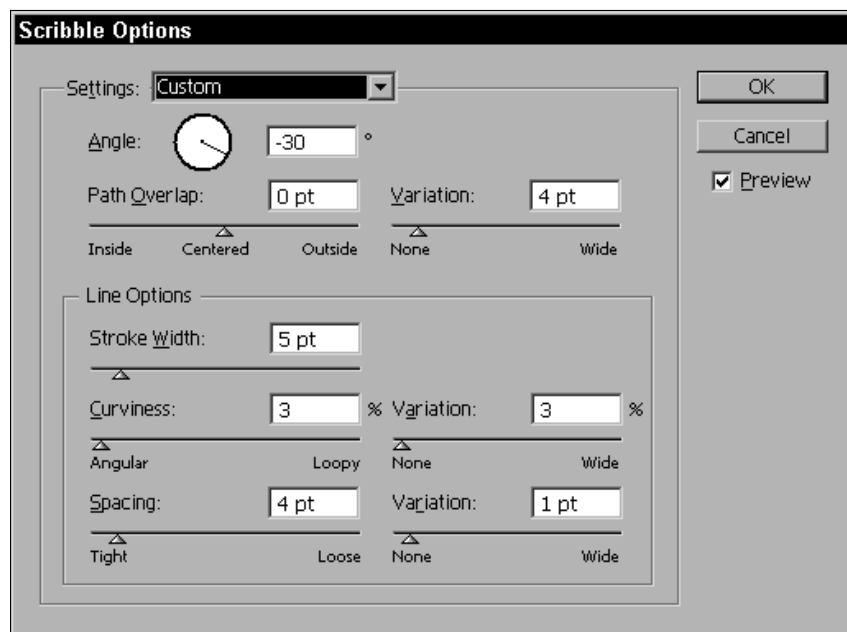 Scribble Options
Settings: Custom
OK
Angle: -30 °
Cancel
Preview
Path Overlap: 0 pt Variation: 4 pt
Inside Centered Outside None Wide
Line Options
Stroke Width: 5 pt
Curviness: 3 % Variation: 3 %
Angular Loopy None Wide
Spacing: 4 pt Variation: 1 pt
Tight Loose None Wide